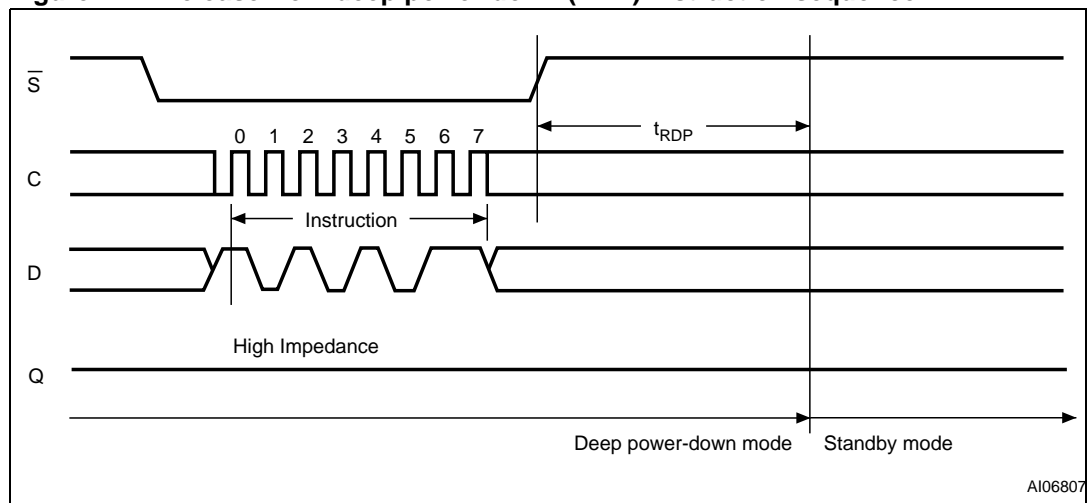 S
0 1 2 3 4 5 6 7
tRDP
C
Instruction
D
High Impedance
Q
Deep power-down mode Standby mode
AI06807